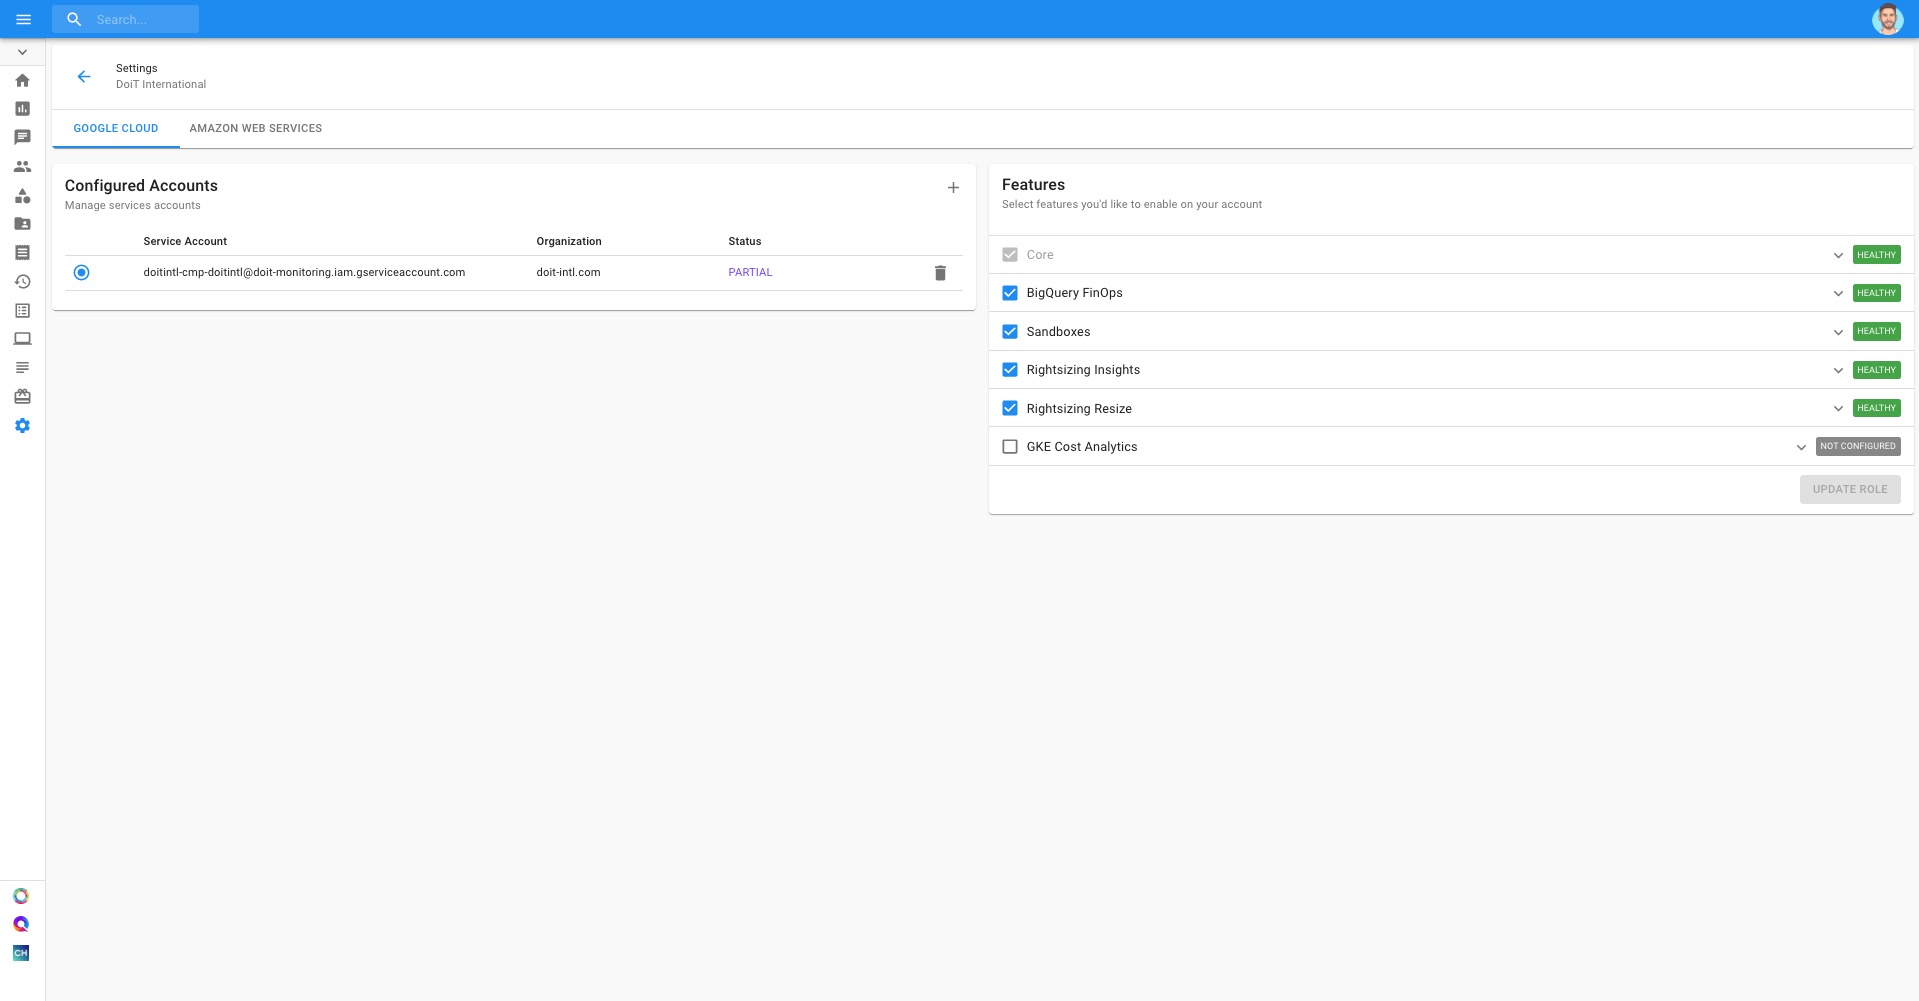 Search...
Settings
DoiT International
GOOGLE CLOUD
AMAZON WEB SERVICES
Configured Accounts
Manage services accounts
Service Account Organization Status
doitintl-cmp-doitintl@doit-monitoring.iam.gserviceaccount.com doit-intl.com PARTIAL
Features
Select features you'd like to enable on your account
Core HEALTHY
BigQuery FinOps HEALTHY
Sandboxes HEALTHY
Rightsizing Insights HEALTHY
Rightsizing Resize HEALTHY
GKE Cost Analytics NOT CONFIGURED
UPDATE ROLE
CH